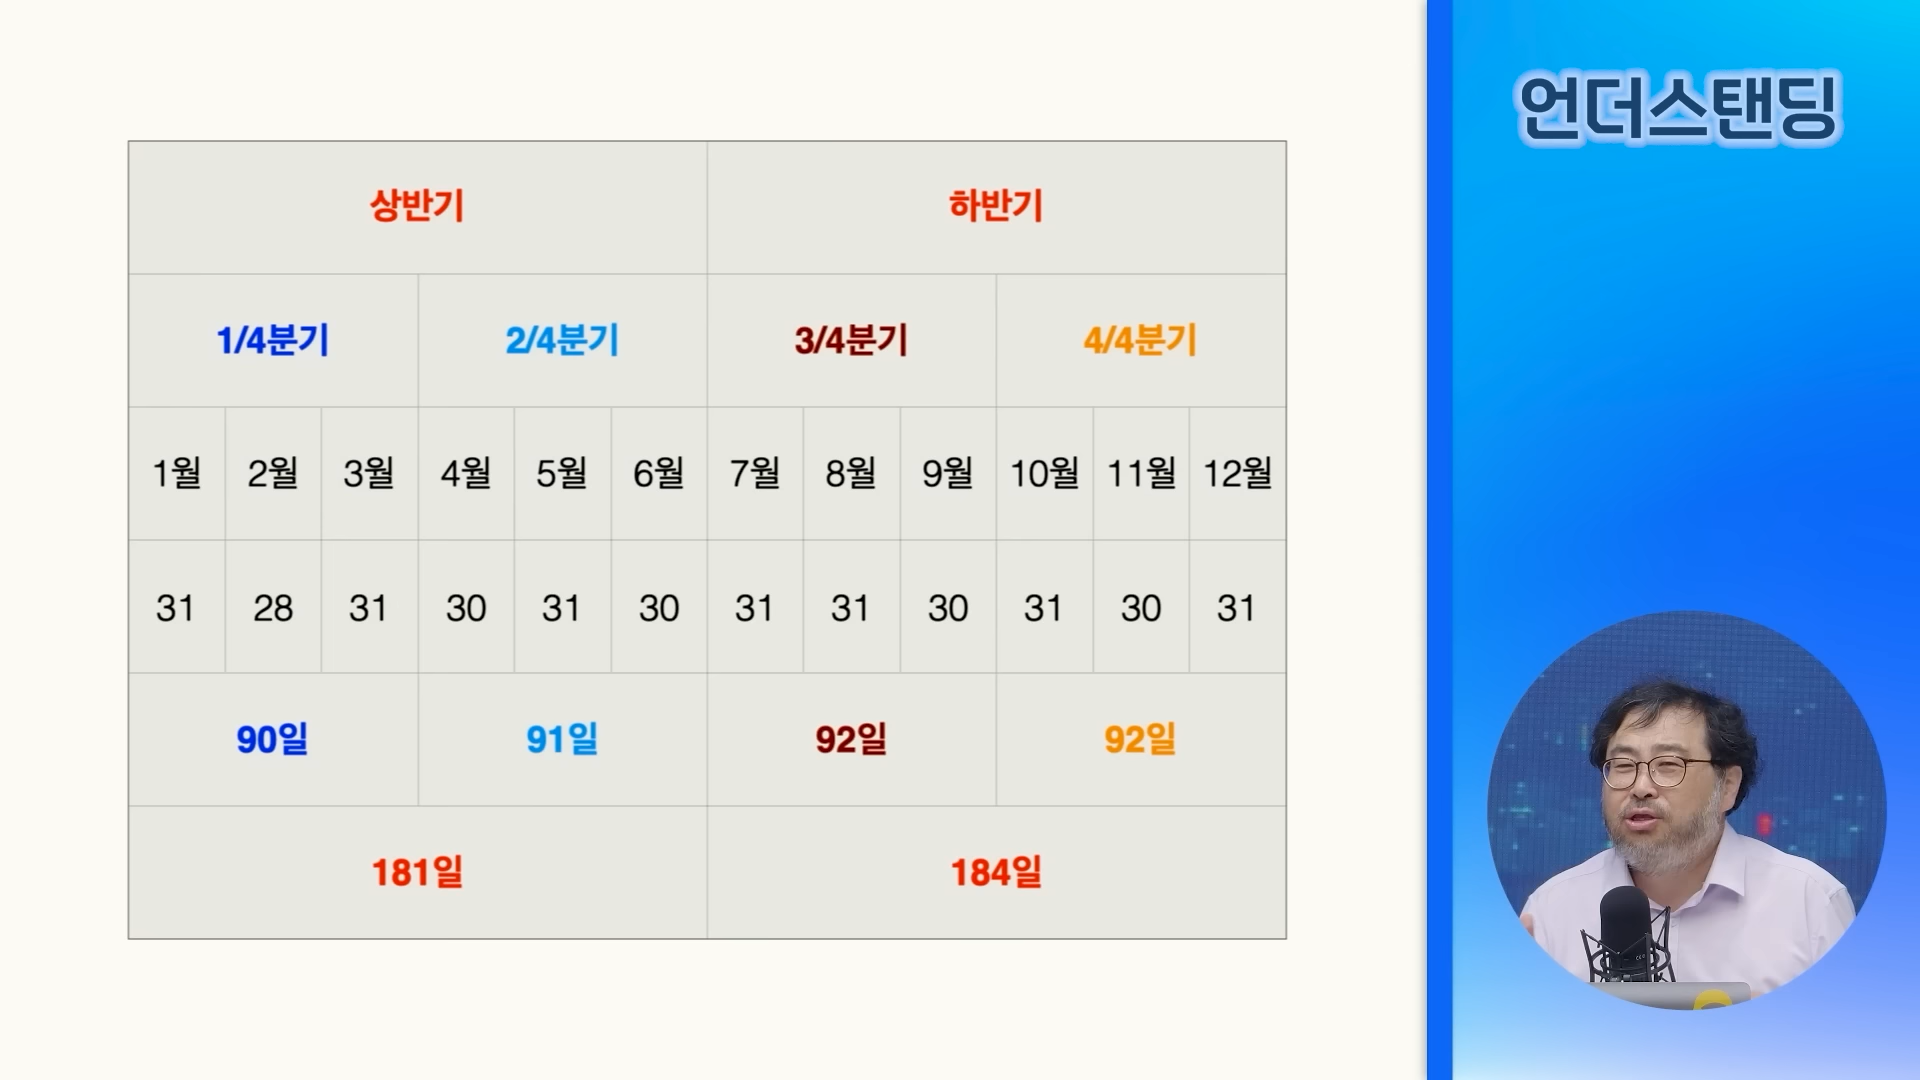 언더스탠딩
상반기 하반기
1/4분기 2/4분기 3/4분기 4/4분기
1월 2월 3월 4월 5월 6월 7월 8월 9월 10월 11월 12월
31 28 31 30 31 30 31 31 30 31 30 31
90일 91일 92일 92일
181일 184일